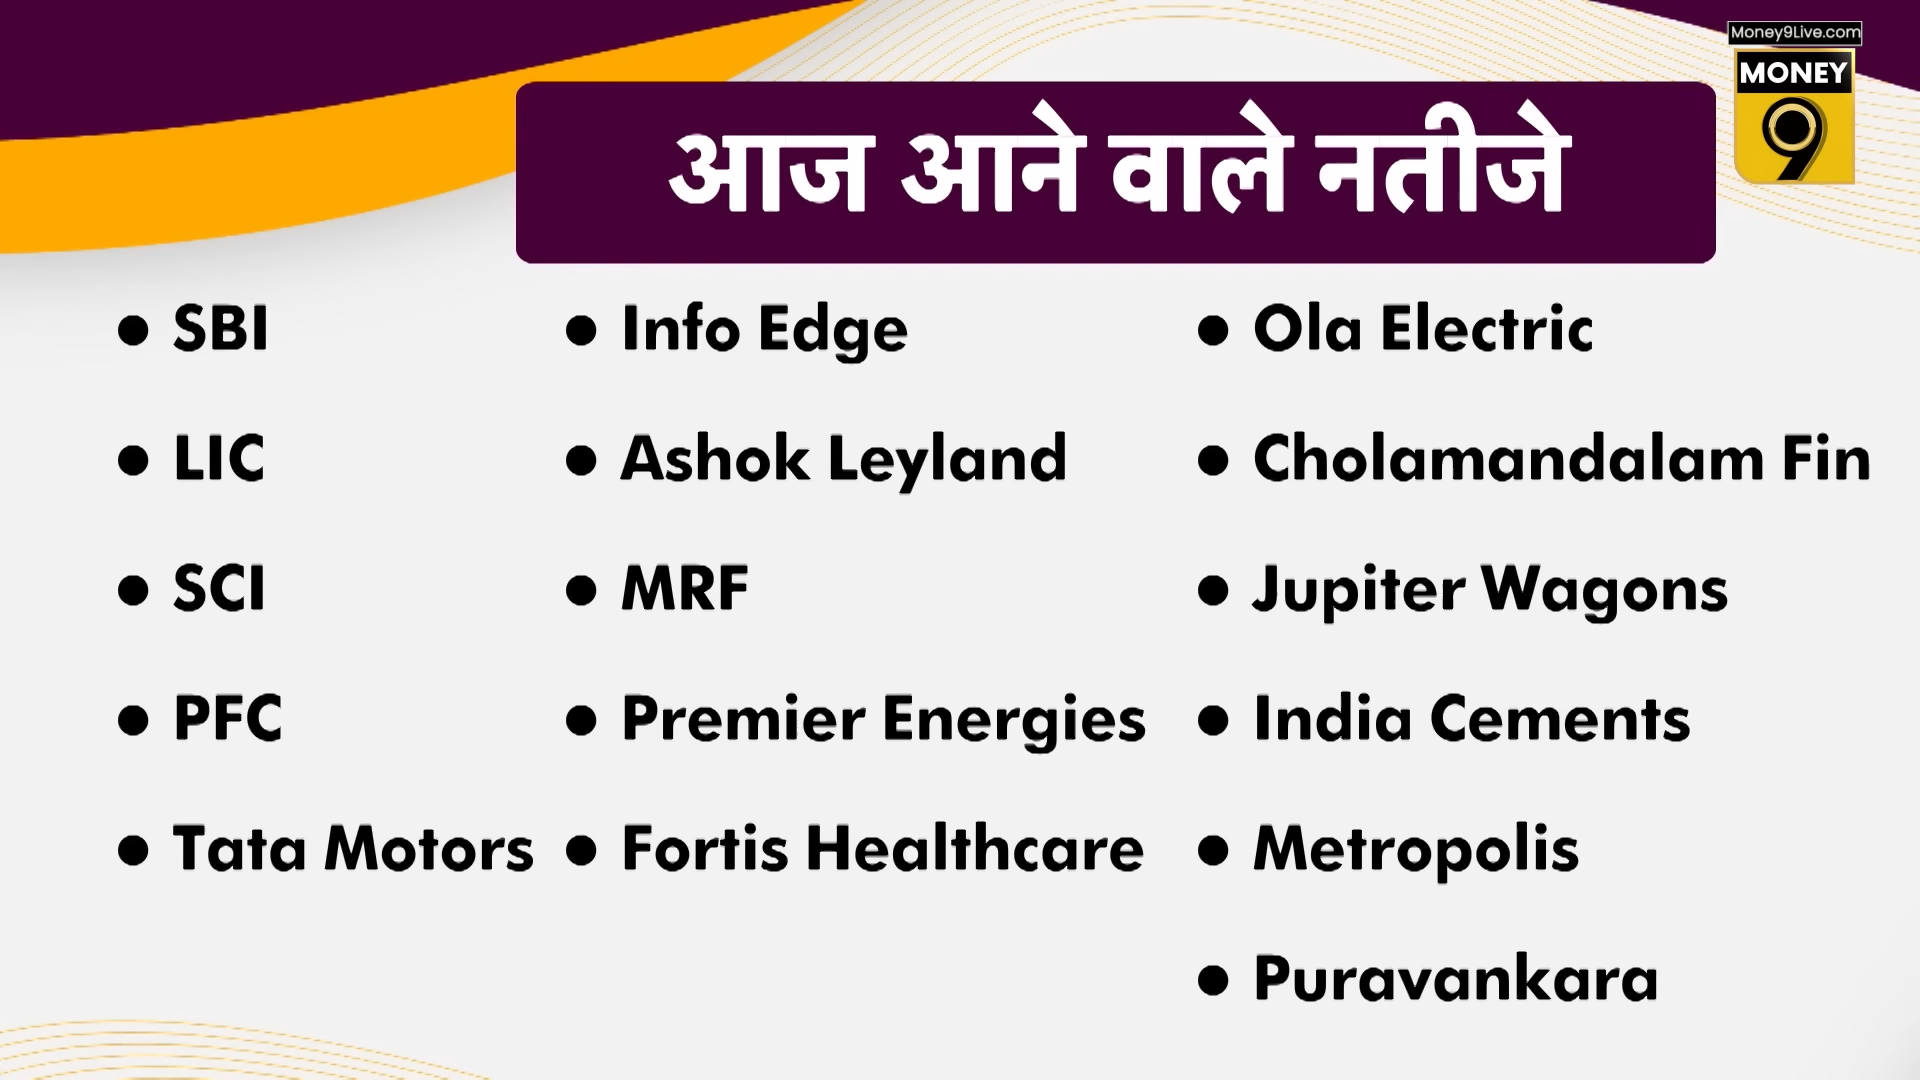 Money9Live.com
MONEY
9
आज आने वाले नतीजे
• SBI
• LIC
• SCI
• PFC
• Tata Motors
• Info Edge
• Ashok Leyland
• MRF
• Premier Energies
• Fortis Healthcare
• Ola Electric
• Cholamandalam Fin
• Jupiter Wagons
• India Cements
• Metropolis
• Puravankara